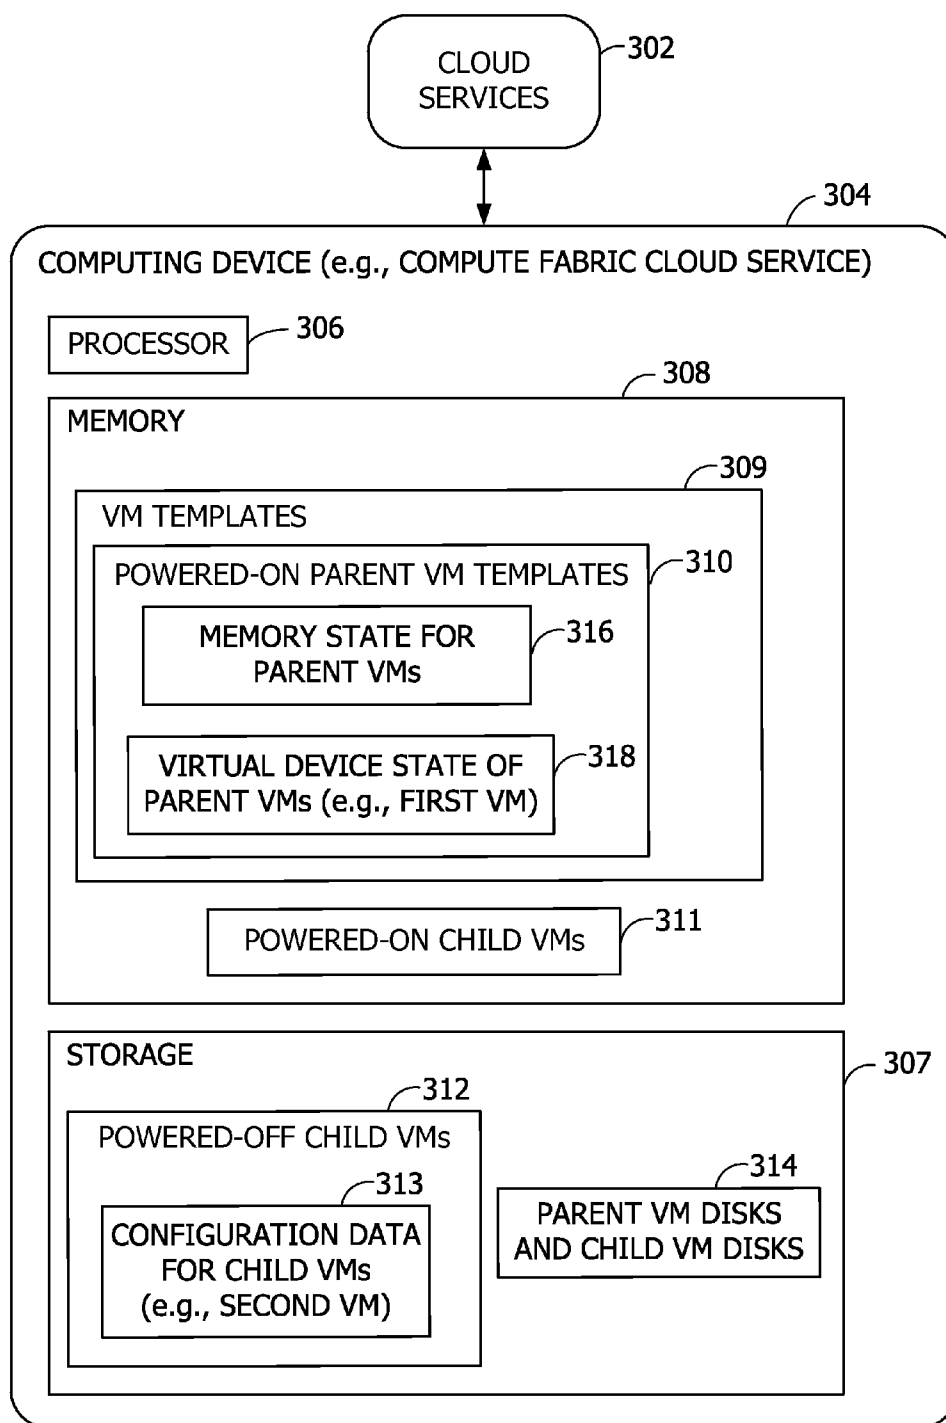 CLOUD
SERVICES
302
304
COMPUTING DEVICE (e.g., COMPUTE FABRIC CLOUD SERVICE)
PROCESSOR
306
308
MEMORY
309
VM TEMPLATES
POWERED-ON PARENT VM TEMPLATES
310
MEMORY STATE FOR
PARENT VMs
316
VIRTUAL DEVICE STATE OF
PARENT VMs (e.g., FIRST VM)
318
POWERED-ON CHILD VMs
311
STORAGE
307
312
POWERED-OFF CHILD VMs
313
CONFIGURATION DATA
FOR CHILD VMs
(e.g., SECOND VM)
314
PARENT VM DISKS
AND CHILD VM DISKS